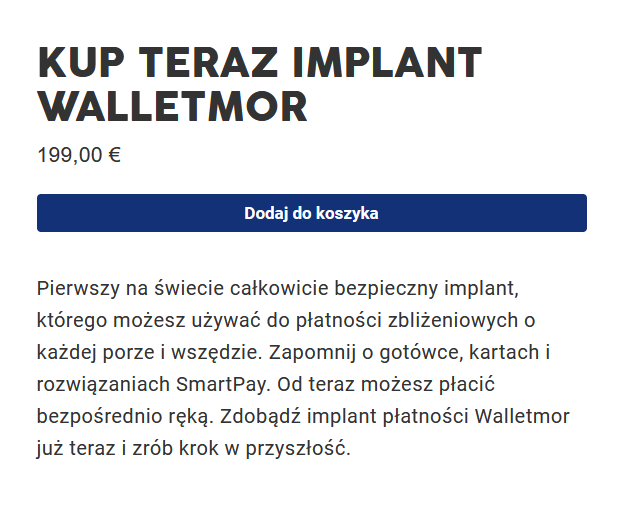 KUP TERAZ IMPLANT
WALLETMOR
199,00 €
Dodaj do koszyka
Pierwszy na świecie całkowicie bezpieczny implant,
którego możesz używać do płatności zbliżeniowych o
każdej porze i wszędzie. Zapomnij o gotówce, kartach i
rozwiązaniach SmartPay. Od teraz możesz płacić
bezpośrednio ręką. Zdobądź implant płatności Walletmor
już teraz i zrób krok w przyszłość.